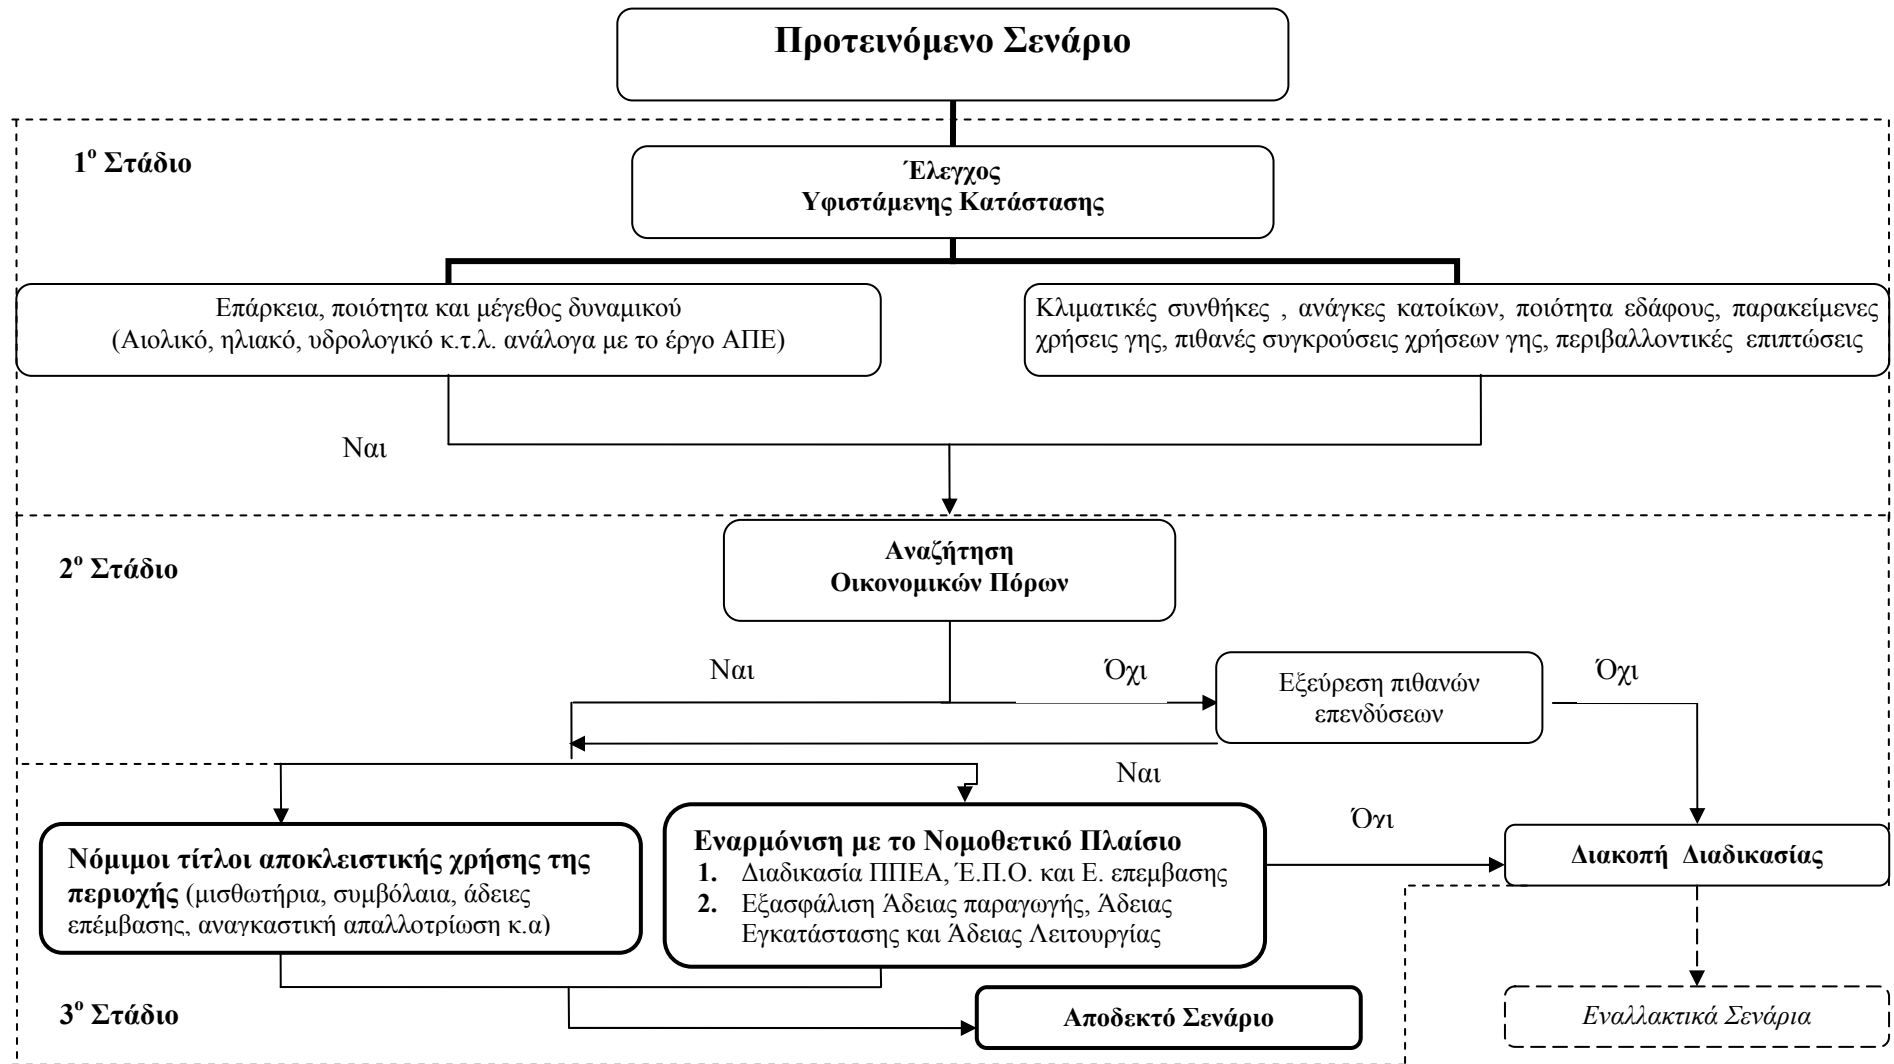 Προτεινόμενο Σενάριο
1ο Στάδιο
Έλεγχος
Υφιστάμενης Κατάστασης
Επάρκεια, ποιότητα και μέγεθος δυναμικού
(Αιολικό, ηλιακό, υδρολογικό κ.τ.λ. ανάλογα με το έργο ΑΠΕ)
Κλιματικές συνθήκες , ανάγκες κατοίκων, ποιότητα εδάφους, παρακείμενες
χρήσεις γης, πιθανές συγκρούσεις χρήσεων γης, περιβαλλοντικές επιπτώσεις
Ναι
2ο Στάδιο
Αναζήτηση
Οικονομικών Πόρων
Ναι
Όχι
Εξεύρεση πιθανών
επενδύσεων
Όχι
Ναι
Νόμιμοι τίτλοι αποκλειστικής χρήσης της
περιοχής (μισθωτήρια, συμβόλαια, άδειες
επέμβασης, αναγκαστική απαλλοτρίωση κ.α)
Εναρμόνιση με το Νομοθετικό Πλαίσιο
1. Διαδικασία ΠΠΕΑ, Έ.Π.Ο. και Ε. επεμβασης
2. Εξασφάλιση Άδειας παραγωγής, Άδειας
Εγκατάστασης και Άδειας Λειτουργίας
Όχι
Διακοπή Διαδικασίας
3ο Στάδιο
Αποδεκτό Σενάριο
Εναλλακτικά Σενάρια